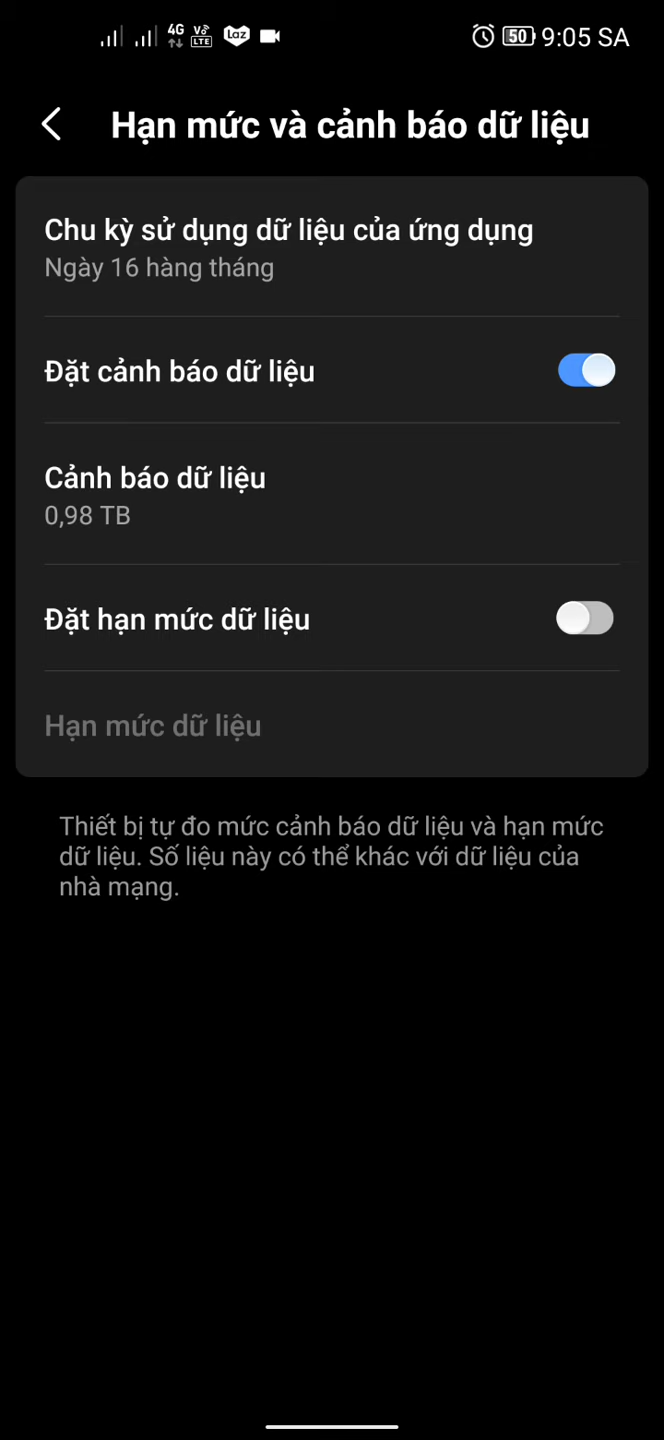 4G Vo LTE Laz 50 9:05 SA
Hạn mức và cảnh báo dữ liệu
Chu kỳ sử dụng dữ liệu của ứng dụng
Ngày 16 hàng tháng
Đặt cảnh báo dữ liệu
Cảnh báo dữ liệu
0,98 TB
Đặt hạn mức dữ liệu
Hạn mức dữ liệu
Thiết bị tự đo mức cảnh báo dữ liệu và hạn mức
dữ liệu. Số liệu này có thể khác với dữ liệu của
nhà mạng.